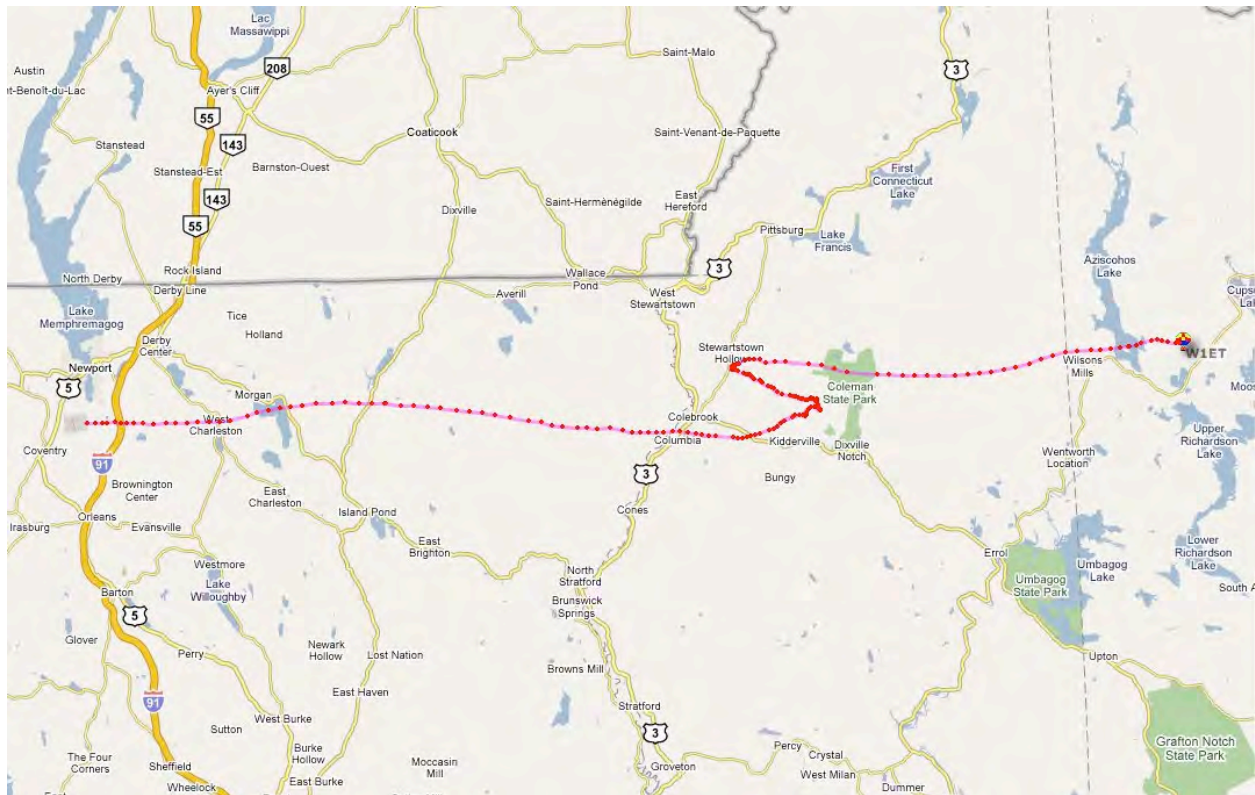 Lac
Massawippi
Austin
nt-Benoît-du-Lac
208
Saint-Malo
3
Ayer's Cliff
55
Coaticook
Saint-Venant-de-Paquette
Stanstead
143
Stanstead-Est
Barnston-Ouest
First
Connecticut
Lake
143
East
Hereford
Saint-Hermènégilde
55
Dixville
Pittsburg
Lake
Francis
Rock Island
North Derby
Wallace
Pond
3
Aziscohos
Lake
Derby Line
Averill
West
Stewartstown
Cups
Lak
Lake
Memphremagog
Tice
Holland
Derby
Center
Stewartstown
Hollow
W1ET
Wilsons
Mills
Newport
5
Coleman
State Park
Moos
Morgan
West
Charleston
Colebrook
Columbia
Kidderville
Dixville
Notch
Upper
Richardson
Lake
Coventry
91
Wentworth
Location
3
Bungy
Brownington
Center
East
Charleston
Orleans
Irasburg
Evansville
Island Pond
Cones
East
Brighton
Errol
Lower
Richardson
Lake
Westmore
Lake
Willoughby
North
Stratford
Umbagog
State Park
Umbagog
Lake
Barton
Brunswick
Springs
South A
5
Glover
Perry
Newark
Hollow
Lost Nation
Browns Mill
Upton
91
East Haven
Stratford
West Burke
Sutton
3
Grafton Notch
State Park
The Four
Corners
Burke
Hollow
Percy
Crystal
Sheffield
Moccasin
Mill
Groveton
West Milan
East Burke
Wheelock
Dummer